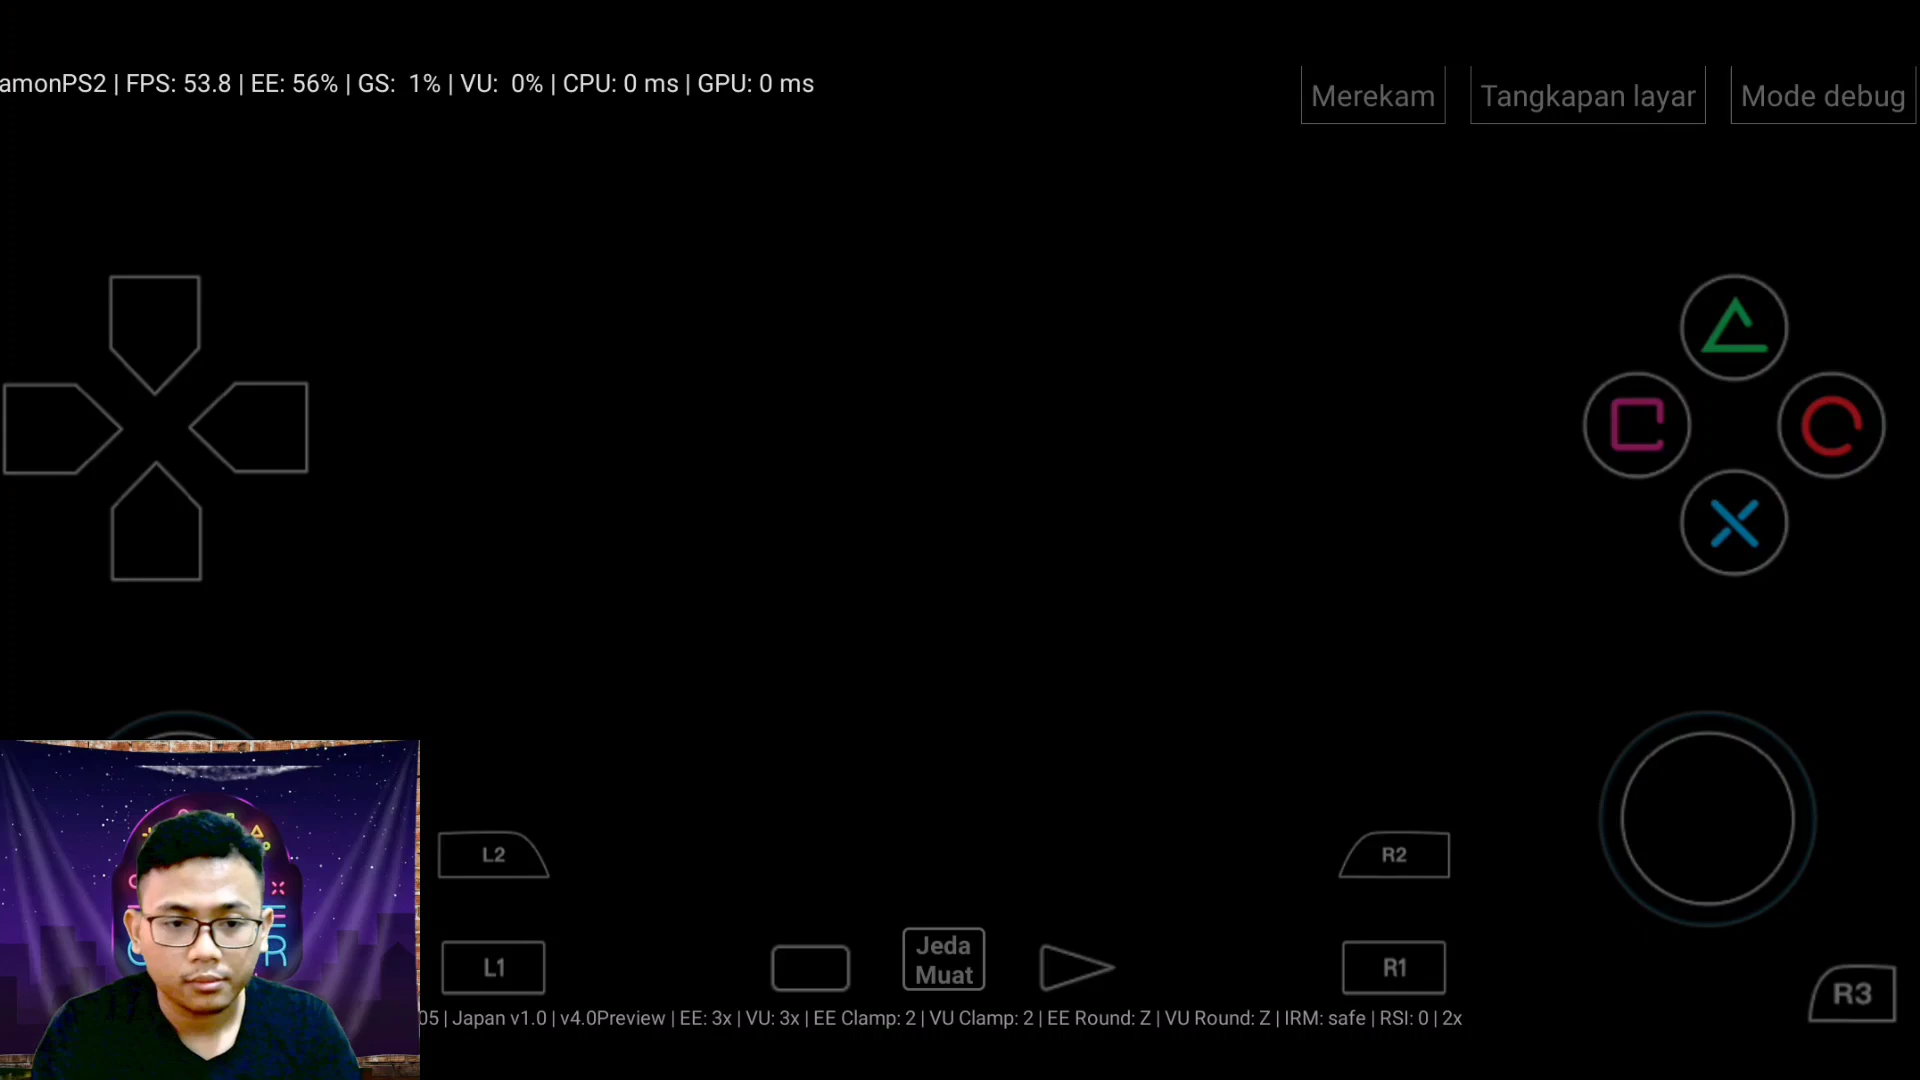 amonPS2 | FPS: 53.8 | EE: 56% | GS: 1% | VU: 0% | CPU: 0 ms | GPU: 0 ms
Merekam
Tangkapan layar
Mode debug
L2
R2
L1
Jeda
Muat
R1
R3
05 | Japan v1.0 | v4.0Preview | EE: 3x | VU: 3x | EE Clamp: 2 | VU Clamp: 2 | EE Round: Z | VU Round: Z | IRM: safe | RSI: 0 | 2x